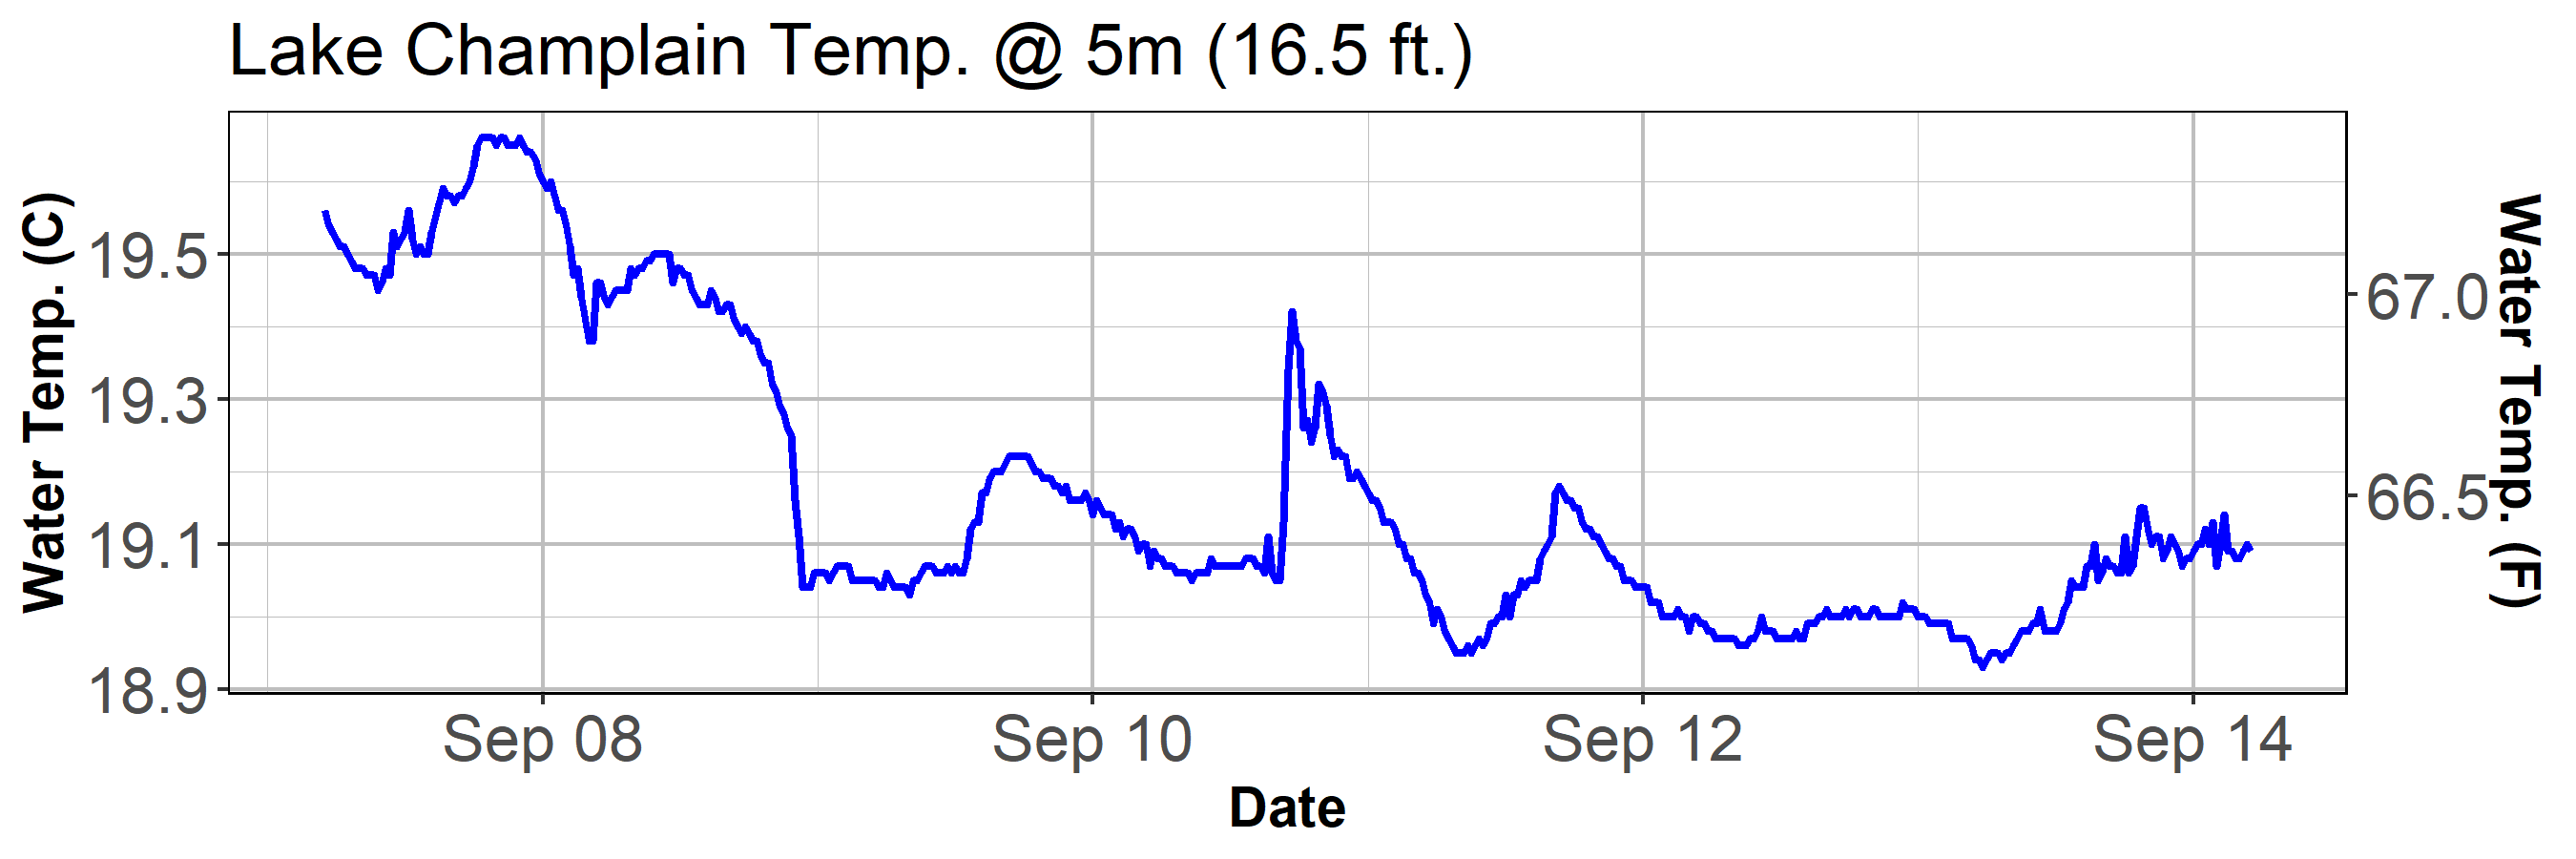 Lake Champlain Temp. @ 5m (16.5 ft.)
Water Temp. (C)
19.5
19.3
19.1
18.9
67.0
66.5
Water Temp. (F)
Sep 08 Sep 10 Sep 12 Sep 14
Date